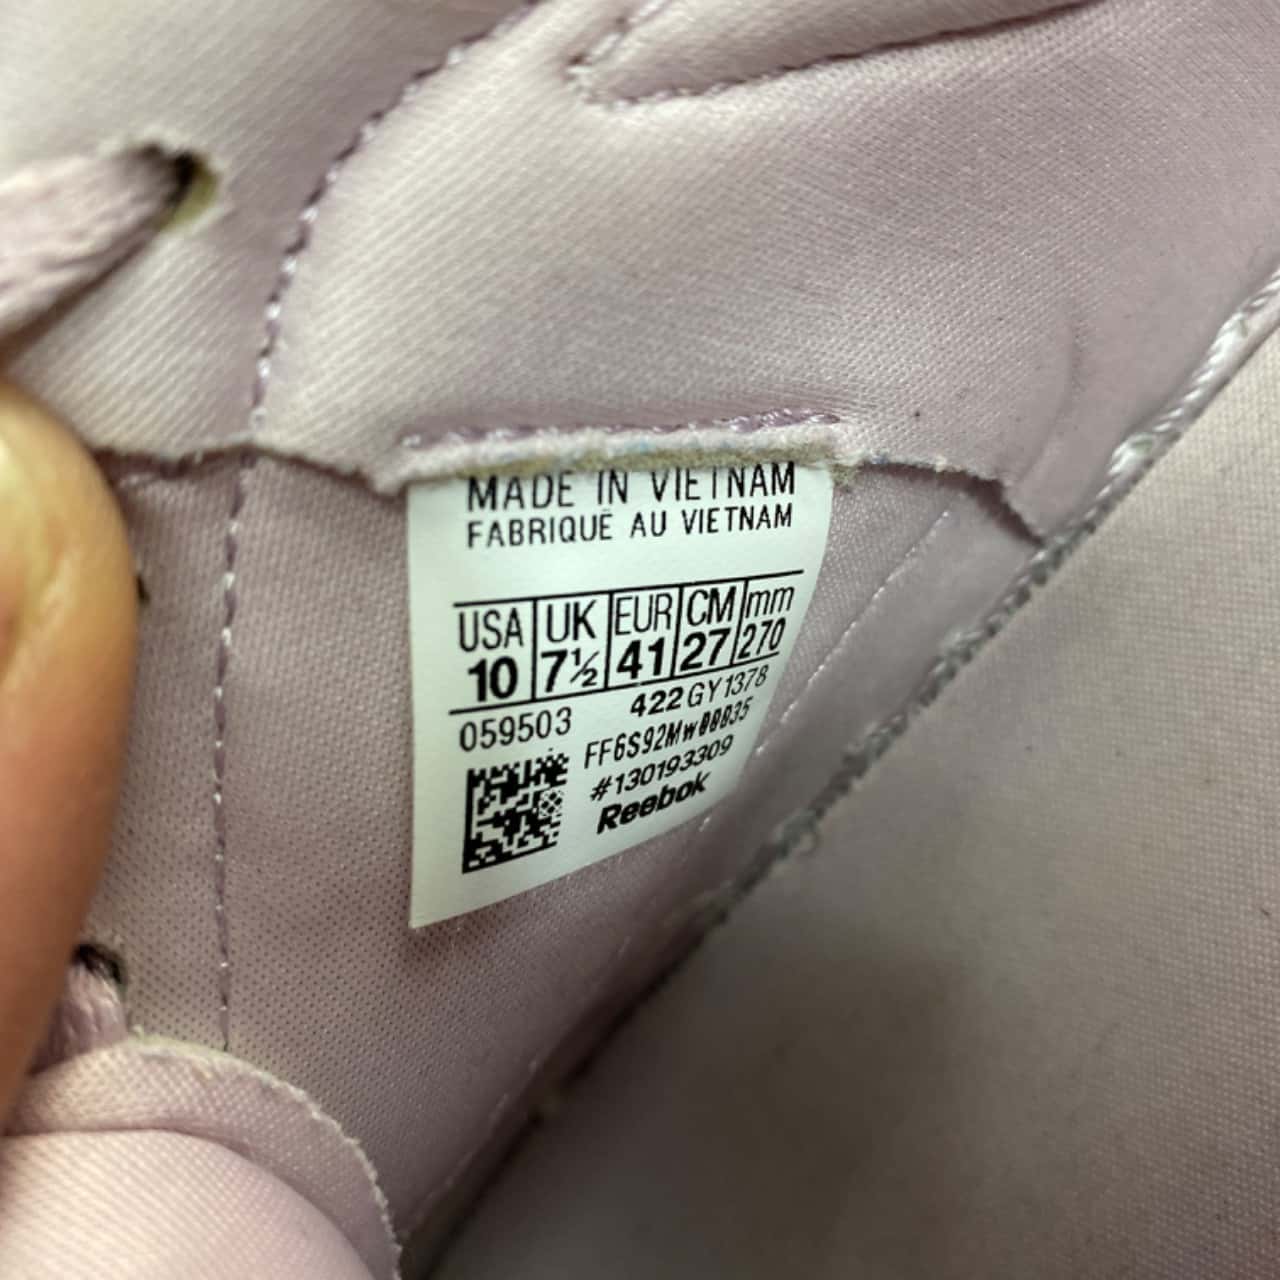 MADE IN VIETNAM
FABRIQUÉ AU VIETNAM
USA UK EUR CM mm
10 7½ 41 27 270
422 GY1378
059503
FF6S92Mw00035
#130193309
Reebok